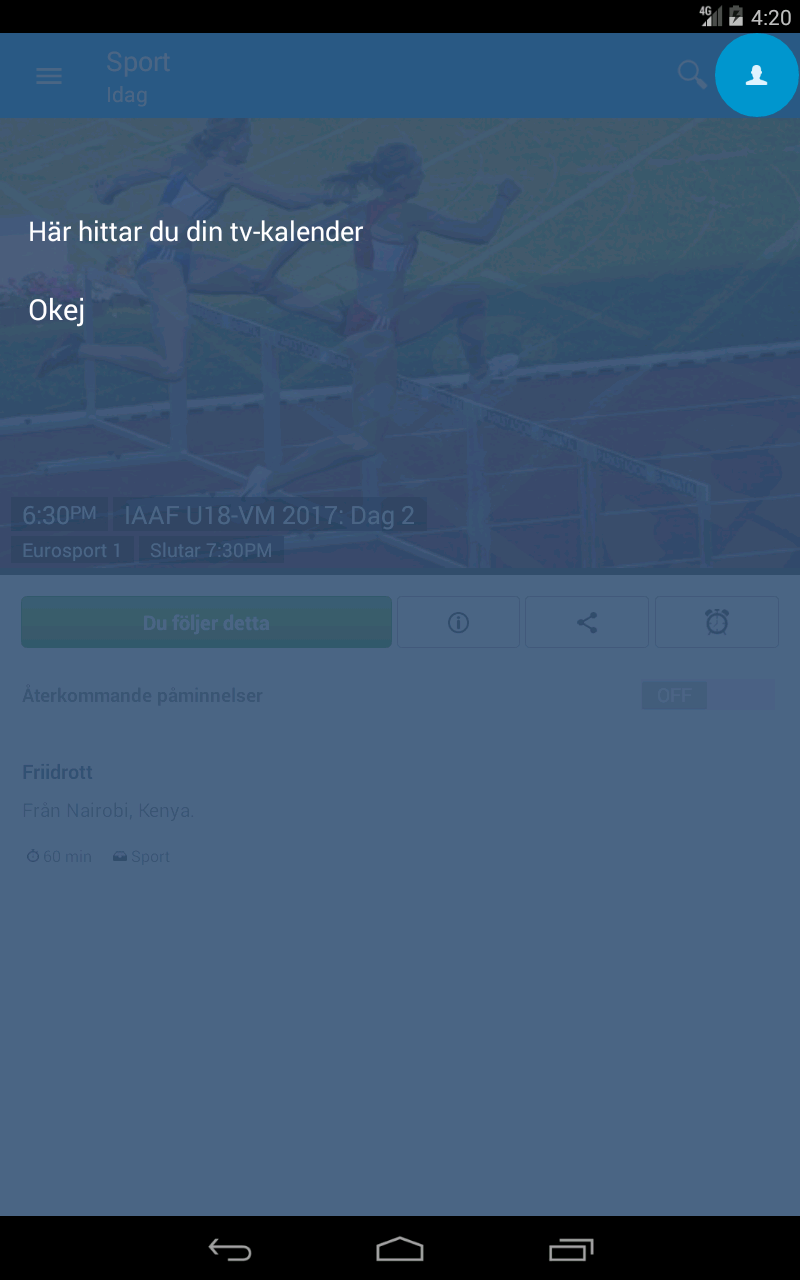 4G 4:20
Sport
Idag
Här hittar du din tv-kalender
Okej
6:30PM IAAF U18-VM 2017: Dag 2
Eurosport 1 Slutar 7:30PM
Du följer detta
Återkommande påminnelser OFF
Friidrott
Från Nairobi, Kenya.
60 min Sport